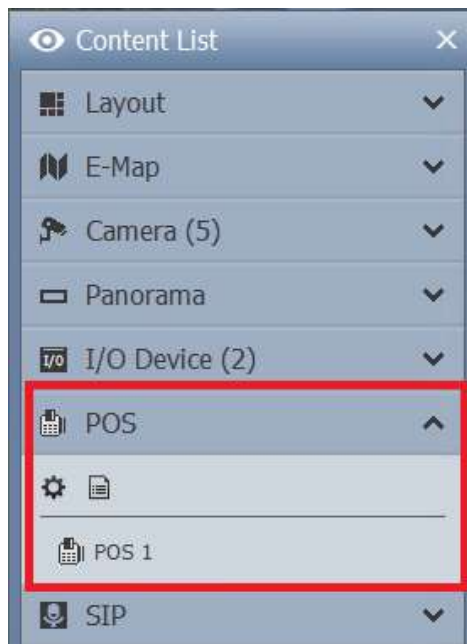 Content List
Layout
E-Map
Camera (5)
Panorama
I/O I/O Device (2)
POS
POS 1
SIP